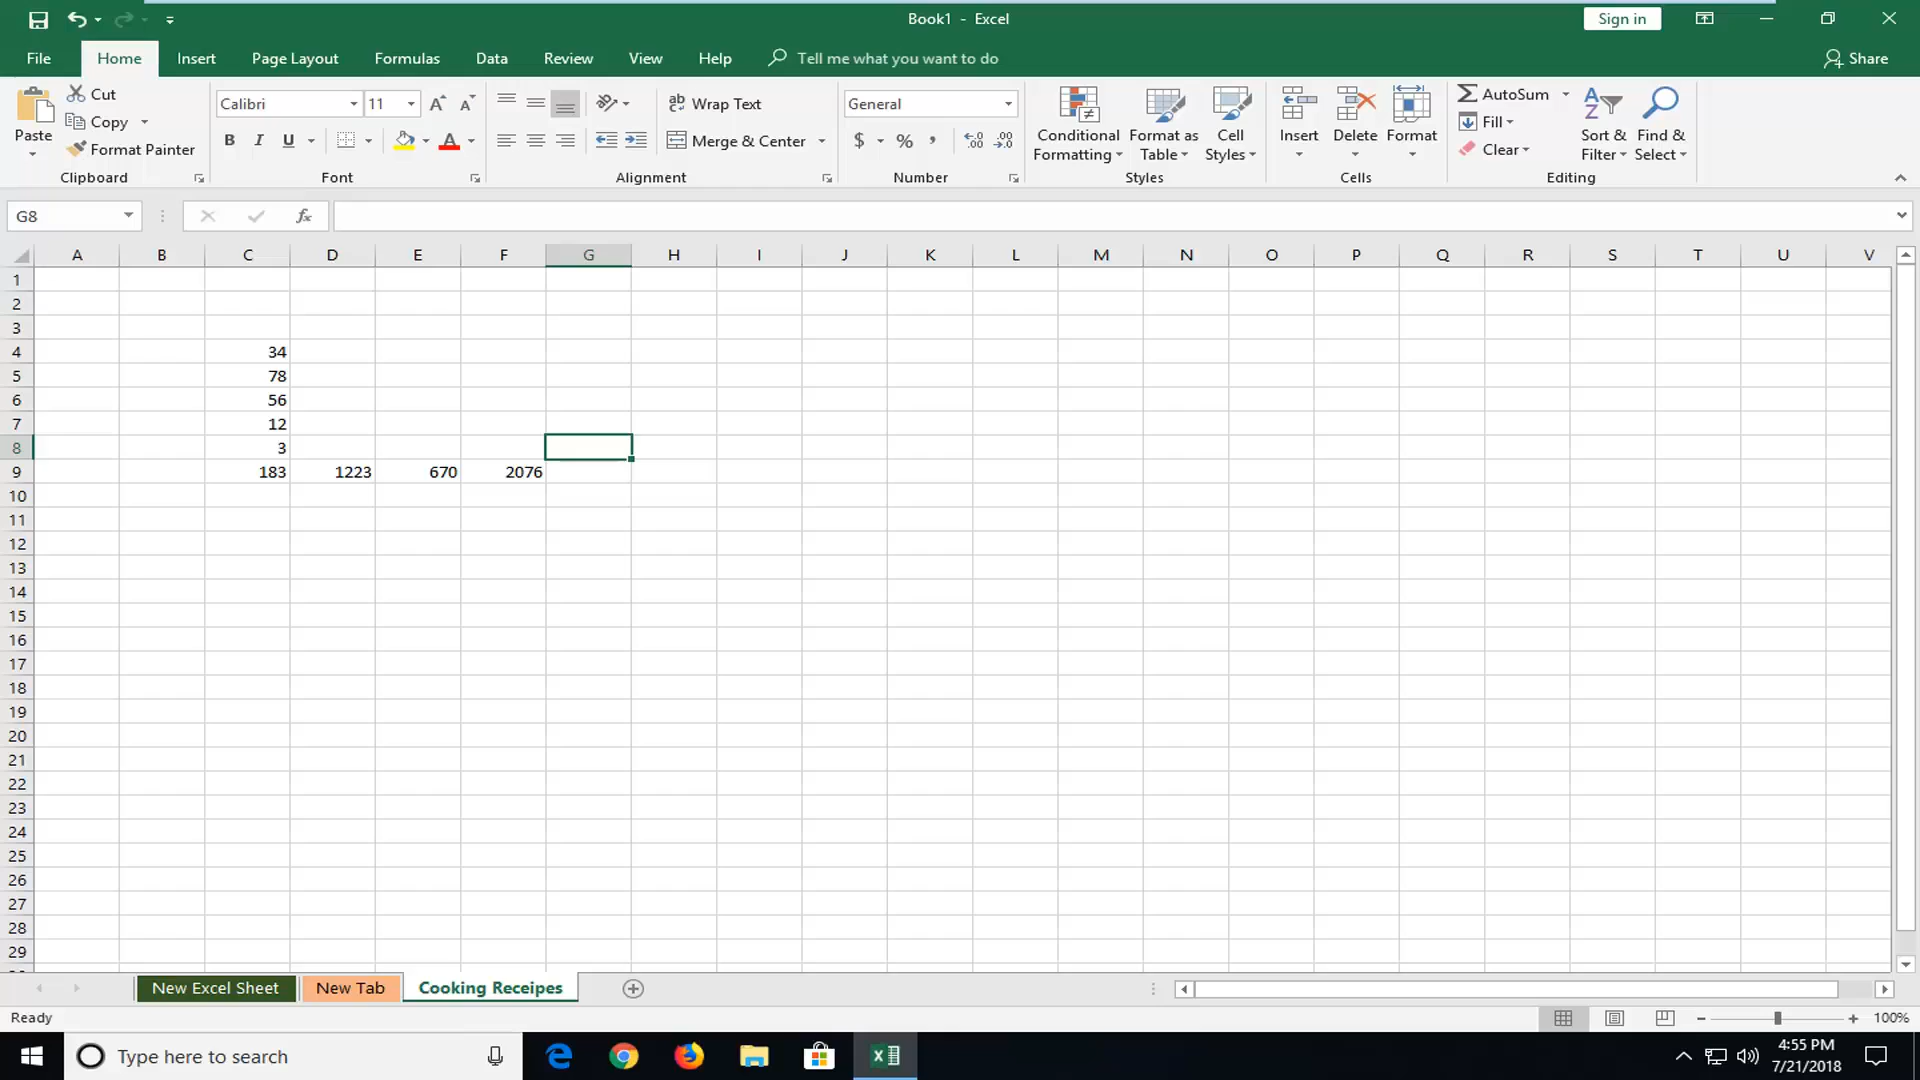 Book1 - Excel
Sign in
File Home Insert Page Layout Formulas Data Review View Help Tell me what you want to do Share
Paste
Cut
Copy
Format Painter
Clipboard
Calibri 11
B I U A
Font
Wrap Text
Merge & Center
Alignment
General
$ % ,
Number
Conditional Formatting
Format as Table
Cell Styles
Styles
Insert Delete Format
Cells
AutoSum
Fill
Clear
Sort & Filter
Find & Select
Editing
G8 fx
A B C D E F G H I J K L M N O P Q R S T U V
1
2
3
4 34
5 78
6 56
7 12
8 3
9 183 1223 670 2076
10
11
12
13
14
15
16
17
18
19
20
21
22
23
24
25
26
27
28
29
New Excel Sheet New Tab Cooking Receipes
Ready 100%
Type here to search
4:55 PM
7/21/2018